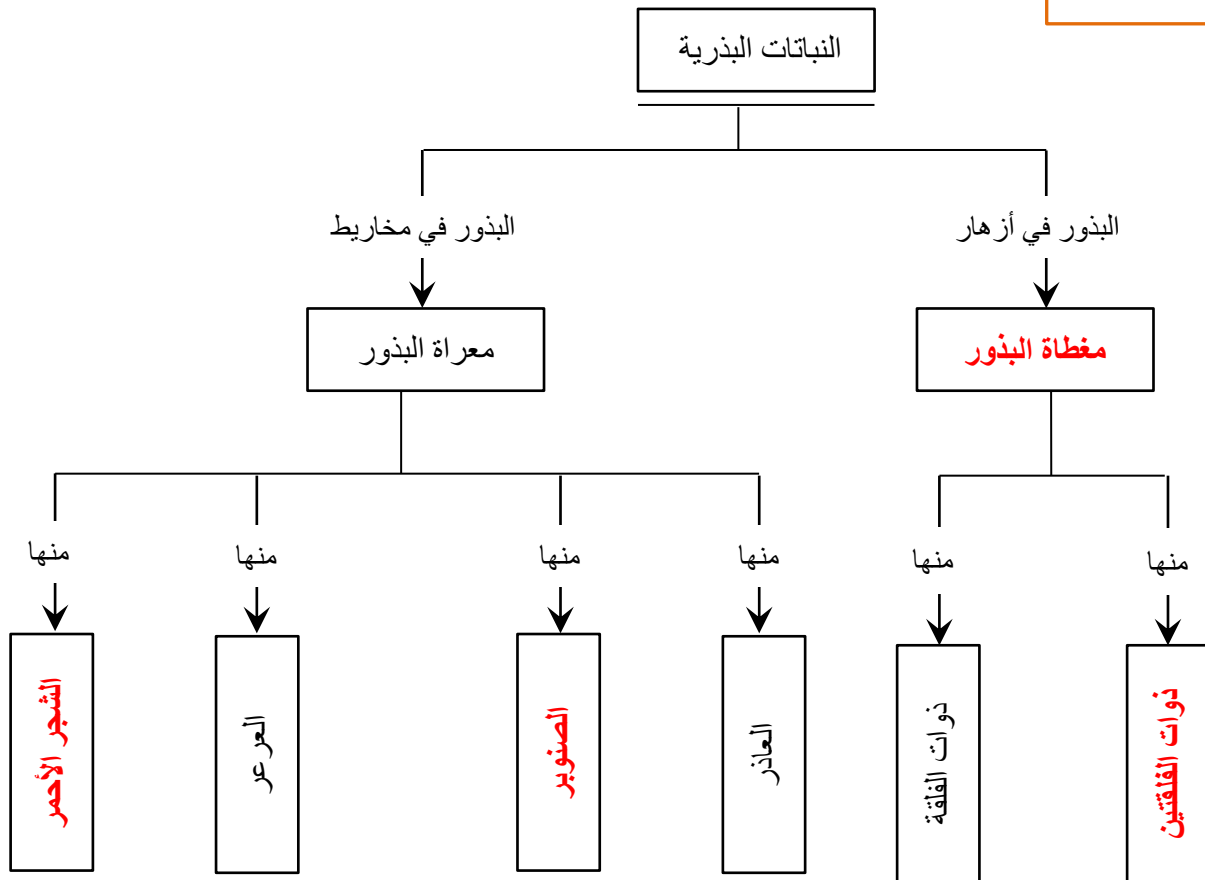 النباتات البذرية
البذور في أزهار
البذور في مخاريط
مغطاة البذور
معراة البذور
منها
منها
منها
منها
منها
منها
ذوات الفلقتين
ذوات الفلقة
العاذر
الصنوبر
العرعر
الشجر الأحمر